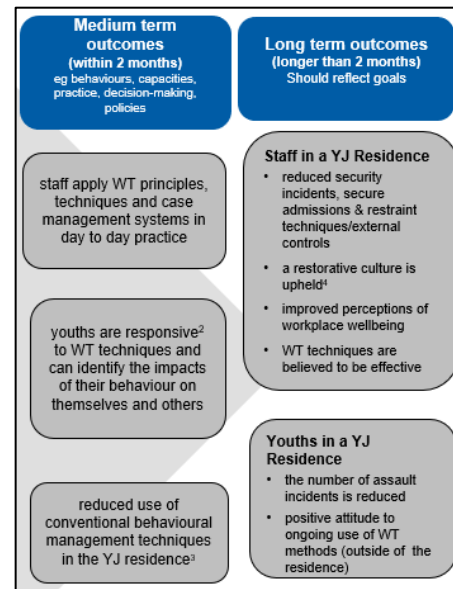 Medium term
outcomes
(within 2 months)
eg behaviours, capacities,
practice, decision-making,
policies
staff apply WT principles,
techniques and case
management systems in
day to day practice
youths are responsive²
to WT techniques and
can identify the impacts
of their behaviour on
themselves and others
reduced use of
conventional behavioural
management techniques
in the YJ residence³
Long term outcomes
(longer than 2 months)
Should reflect goals
Staff in a YJ Residence
• reduced security
incidents, secure
admissions & restraint
techniques/external
controls
• a restorative culture is
upheld⁴
• improved perceptions of
workplace wellbeing
• WT techniques are
believed to be effective
Youths in a YJ
Residence
• the number of assault
incidents is reduced
• positive attitude to
ongoing use of WT
methods (outside of the
residence)